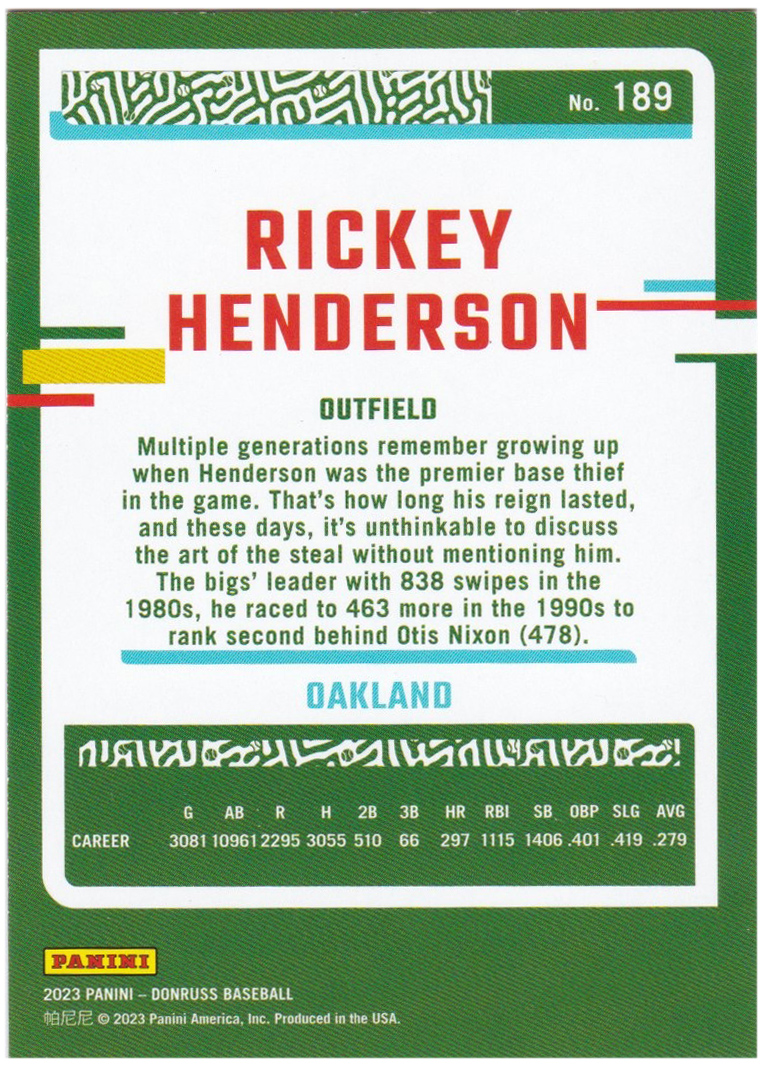 No. 189
RICKEY
HENDERSON
OUTFIELD
Multiple generations remember growing up
when Henderson was the premier base thief
in the game. That's how long his reign lasted,
and these days, it's unthinkable to discuss
the art of the steal without mentioning him.
The bigs' leader with 838 swipes in the
1980s, he raced to 463 more in the 1990s to
rank second behind Otis Nixon (478).
OAKLAND
G AB R H 2B 3B HR RBI SB OBP SLG AVG
CAREER 3081 10961 2295 3055 510 66 297 1115 1406 .401 .419 .279
PANINI
2023 PANINI – DONRUSS BASEBALL
帕尼尼 © 2023 Panini America, Inc. Produced in the USA.